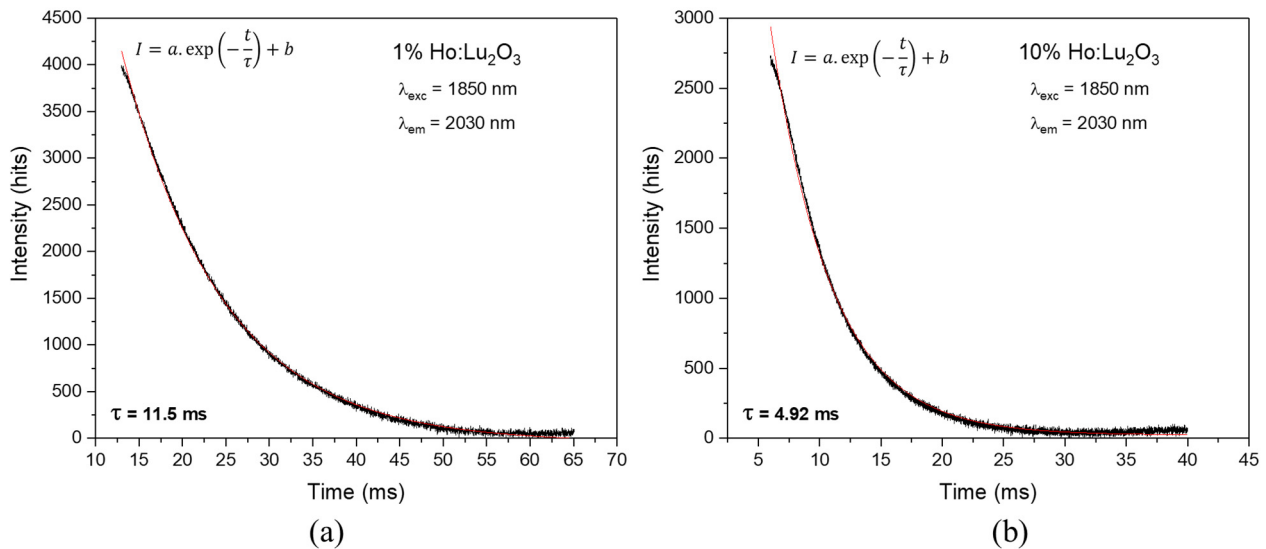 4500
4000
3500
3000
2500
2000
1500
1000
500
0
I = a. exp(−t/τ) + b
1% Ho:Lu₂O₃
λexc = 1850 nm
λem = 2030 nm
τ = 11.5 ms
10 15 20 25 30 35 40 45 50 55 60 65 70
Time (ms)
Intensity (hits)
(a)
3000
2500
2000
1500
1000
500
0
I = a. exp(−t/τ) + b
10% Ho:Lu₂O₃
λexc = 1850 nm
λem = 2030 nm
τ = 4.92 ms
5 10 15 20 25 30 35 40 45
Time (ms)
Intensity (hits)
(b)